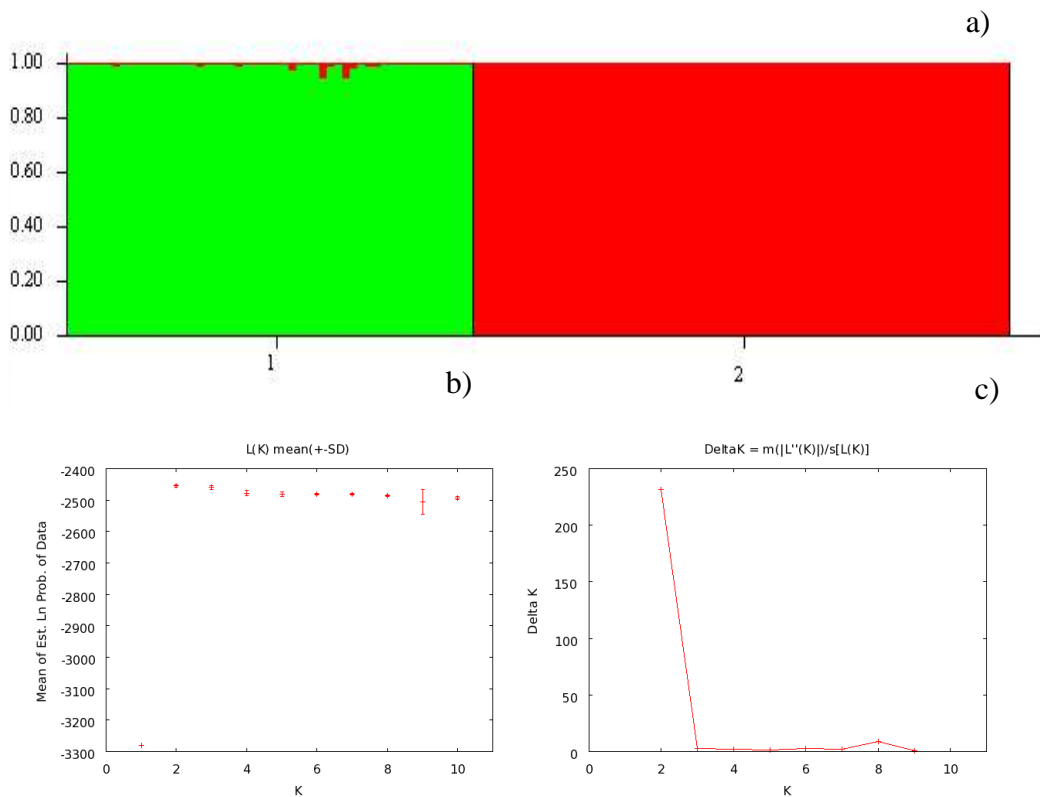 a)
1.00
0.80
0.60
0.40
0.20
0.00
1
2
b)
c)
L(K) mean(+-SD)
Mean of Est. Ln Prob. of Data
-2400
-2500
-2600
-2700
-2800
-2900
-3000
-3100
-3200
-3300
0 2 4 6 8 10
K
DeltaK = m(|L''(K)|)/s[L(K)]
Delta K
250
200
150
100
50
0
0 2 4 6 8 10
K